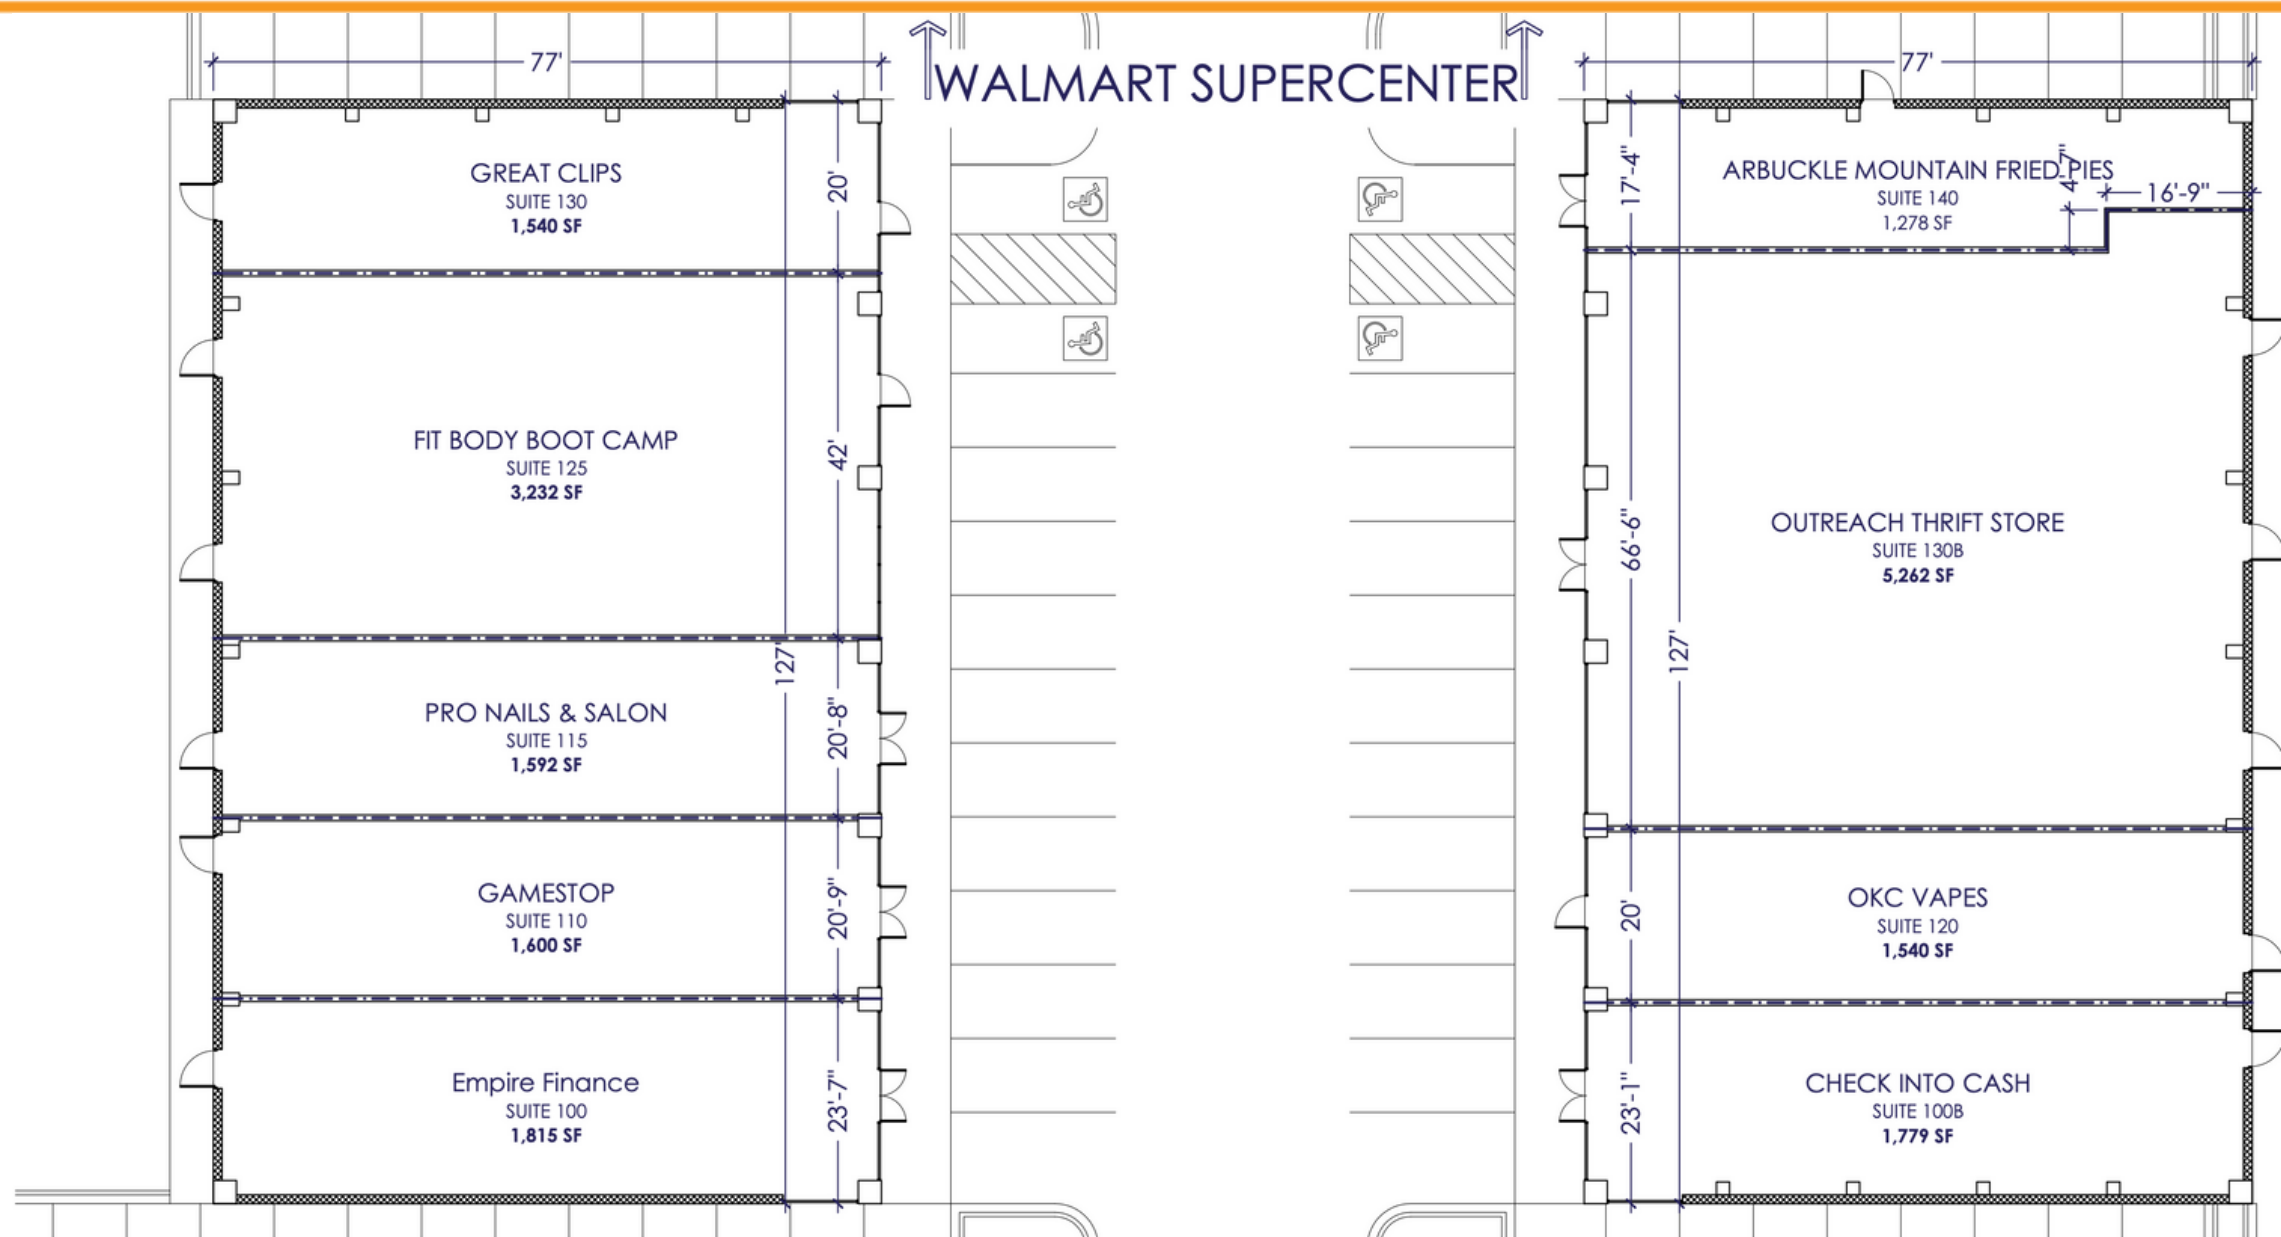 77'
WALMART SUPERCENTER
77'
GREAT CLIPS
SUITE 130
1,540 SF
20'
17'-4"
ARBUCKLE MOUNTAIN FRIED PIES
SUITE 140
1,278 SF
4'-7"
16'-9"
FIT BODY BOOT CAMP
SUITE 125
3,232 SF
42'
66'-6"
OUTREACH THRIFT STORE
SUITE 130B
5,262 SF
127'
127'
PRO NAILS & SALON
SUITE 115
1,592 SF
20'-8"
GAMESTOP
SUITE 110
1,600 SF
20'-9"
20'
OKC VAPES
SUITE 120
1,540 SF
Empire Finance
SUITE 100
1,815 SF
23'-7"
23'-1"
CHECK INTO CASH
SUITE 100B
1,779 SF